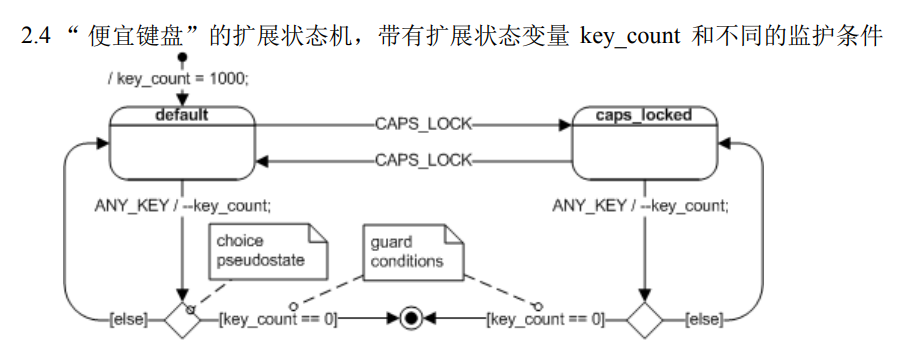 2.4 “ 便宜键盘”的扩展状态机，带有扩展状态变量 key_count 和不同的监护条件
/ key_count = 1000;
default
caps_locked
CAPS_LOCK
CAPS_LOCK
ANY_KEY / --key_count;
ANY_KEY / --key_count;
choice
pseudostate
guard
conditions
[else]
[key_count == 0]
[key_count == 0]
[else]